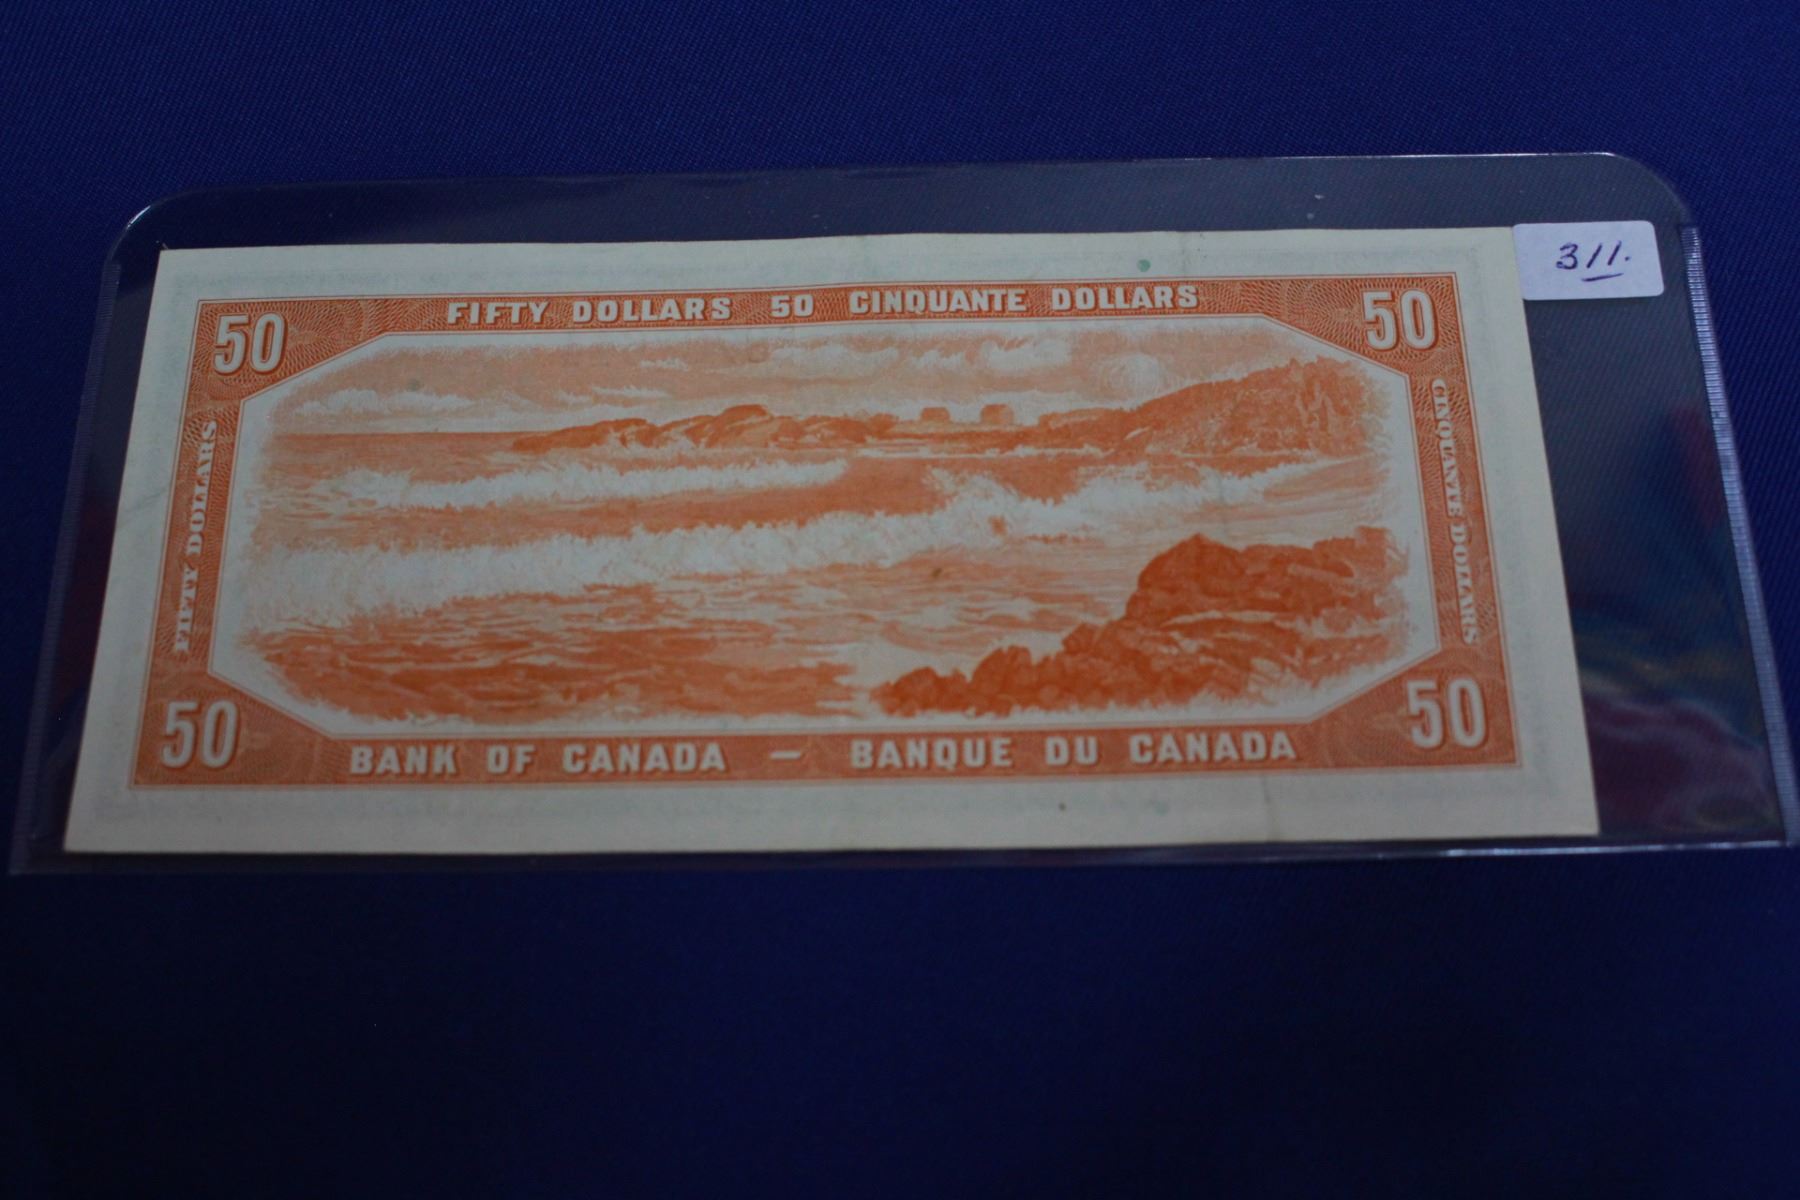 311.
FIFTY DOLLARS 50 CINQUANTE DOLLARS
50
50
FIFTY DOLLARS
CINQUANTE DOLLARS
50
50
BANK OF CANADA – BANQUE DU CANADA